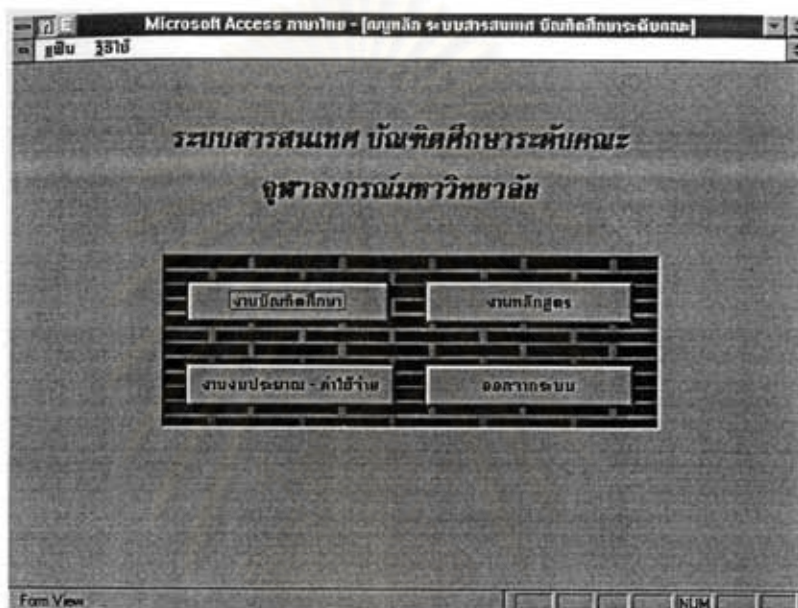 Microsoft Access ภาษาไทย - [เมนูหลัก ระบบสารสนเทศ บัณฑิตศึกษาระดับคณะ]
แฟ้ม วิธีใช้
ระบบสารสนเทศ บัณฑิตศึกษาระดับคณะ
จุฬาลงกรณ์มหาวิทยาลัย
งานบัณฑิตศึกษา งานหลักสูตร
งานงบประมาณ - ค่าใช้จ่าย ออกจากระบบ
Form View NUM